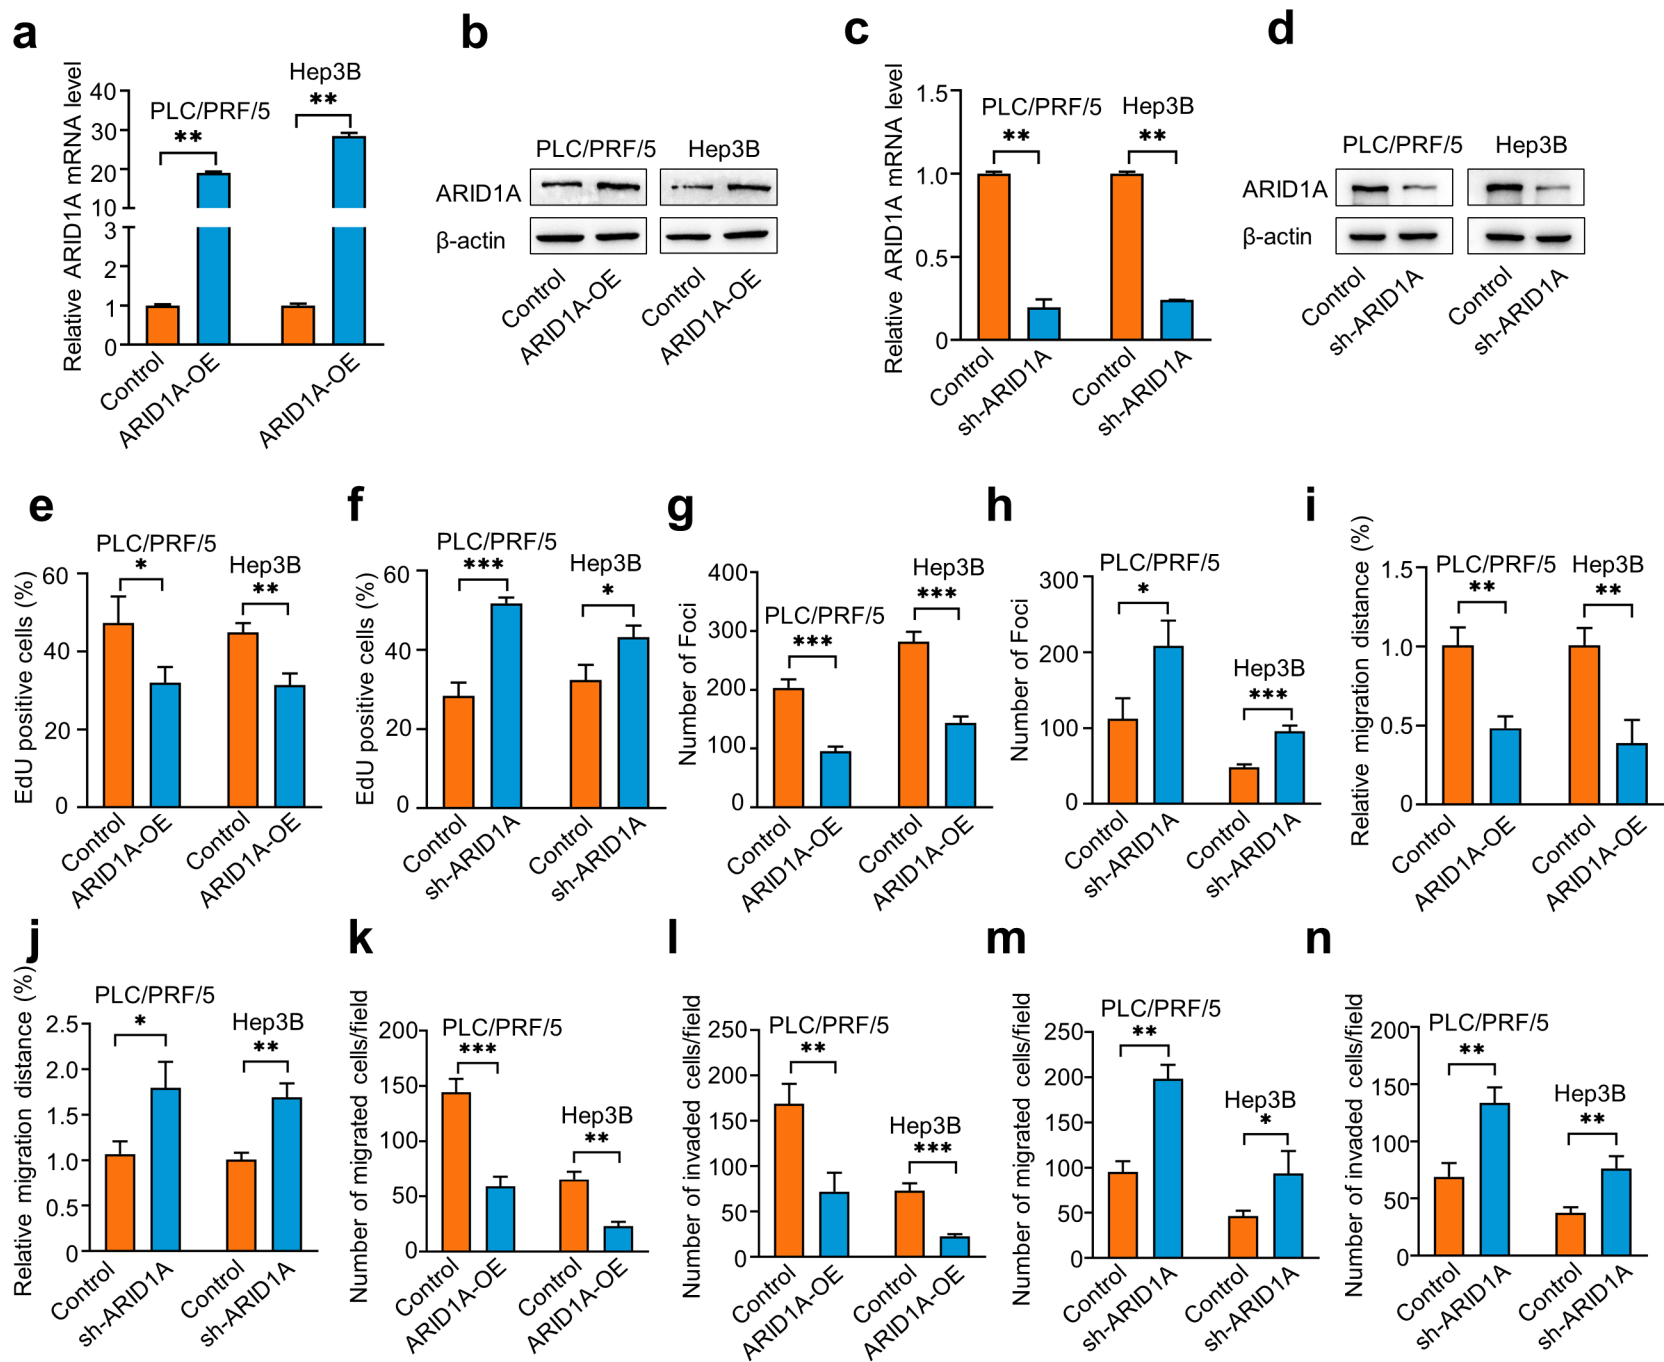 a
Relative ARID1A mRNA level
40
30
20
10
3
2
1
0
PLC/PRF/5
**
Hep3B
**
Control
ARID1A-OE
ARID1A-OE
b
PLC/PRF/5
Hep3B
ARID1A
β-actin
Control
ARID1A-OE
Control
ARID1A-OE
c
Relative ARID1A mRNA level
1.5
1.0
0.5
0
PLC/PRF/5
**
Hep3B
**
Control
sh-ARID1A
Control
sh-ARID1A
d
PLC/PRF/5
Hep3B
ARID1A
β-actin
Control
sh-ARID1A
Control
sh-ARID1A
e
EdU positive cells (%)
60
40
20
0
PLC/PRF/5
*
Hep3B
**
Control
ARID1A-OE
Control
ARID1A-OE
f
EdU positive cells (%)
60
40
20
0
PLC/PRF/5
***
Hep3B
*
Control
sh-ARID1A
Control
sh-ARID1A
g
Number of Foci
400
300
200
100
0
PLC/PRF/5
***
Hep3B
***
Control
ARID1A-OE
Control
ARID1A-OE
h
Number of Foci
300
200
100
0
PLC/PRF/5
*
Hep3B
***
Control
sh-ARID1A
Control
sh-ARID1A
i
Relative migration distance (%)
1.5
1.0
0.5
0
PLC/PRF/5
**
Hep3B
**
Control
ARID1A-OE
Control
ARID1A-OE
j
Relative migration distance (%)
2.5
2.0
1.5
1.0
0.5
0
PLC/PRF/5
*
Hep3B
**
Control
sh-ARID1A
Control
sh-ARID1A
k
Number of migrated cells/field
200
150
100
50
0
PLC/PRF/5
***
Hep3B
**
Control
ARID1A-OE
Control
ARID1A-OE
l
Number of invaded cells/field
250
200
150
100
50
0
PLC/PRF/5
**
Hep3B
***
Control
ARID1A-OE
Control
ARID1A-OE
m
Number of migrated cells/field
250
200
150
100
50
0
PLC/PRF/5
**
Hep3B
*
Control
sh-ARID1A
Control
sh-ARID1A
n
Number of invaded cells/field
200
150
100
50
0
PLC/PRF/5
**
Hep3B
**
Control
sh-ARID1A
Control
sh-ARID1A